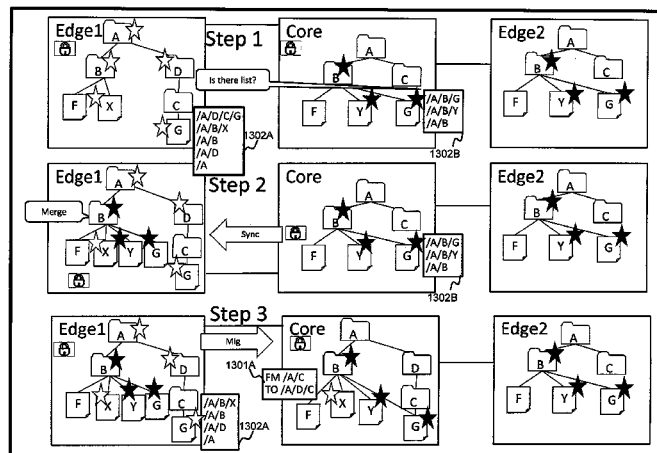 Edge1
Step 1
Core
Edge2
A
A
A
B
D
Is there list?
B
C
B
C
F
X
C
F
Y
G
F
Y
G
G
/A/D/C/G
/A/B/X
/A/B
/A/D
/A
1302A
/A/B/G
/A/B/Y
/A/B
1302B
Edge1
Step 2
Core
Edge2
A
A
A
Merge
B
D
Sync
B
C
B
C
F
X
Y
G
C
G
F
Y
G
F
Y
G
/A/B/G
/A/B/Y
/A/B
1302B
Edge1
Step 3
Core
Edge2
A
Mig
A
A
B
D
1301A
B
D
B
C
FM /A/C
TO /A/D/C
F
X
Y
G
C
G
F
X
Y
C
G
F
Y
G
/A/B/X
/A/B
/A/D
/A
1302A